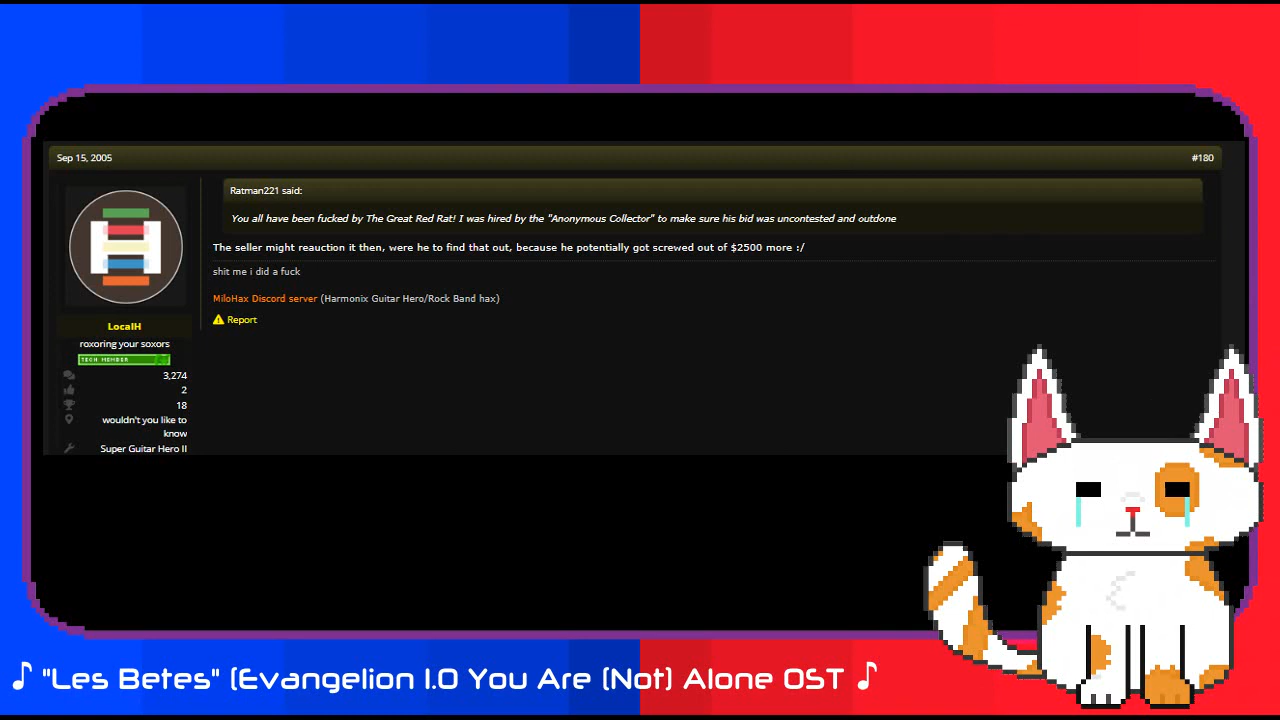 Sep 15, 2005 #180
Ratman221 said:
You all have been fucked by The Great Red Rat! I was hired by the "Anonymous Collector" to make sure his bid was uncontested and outdone
The seller might reauction it then, were he to find that out, because he potentially got screwed out of $2500 more :/
shit me i did a fuck
MiloHax Discord server (Harmonix Guitar Hero/Rock Band hax)
Report
LocalH
roxoring your soxors
TECH MEMBER
3,274
2
18
wouldn't you like to
know
Super Guitar Hero II
♪ "Les Betes" (Evangelion 1.0 You Are (Not) Alone OST ♪